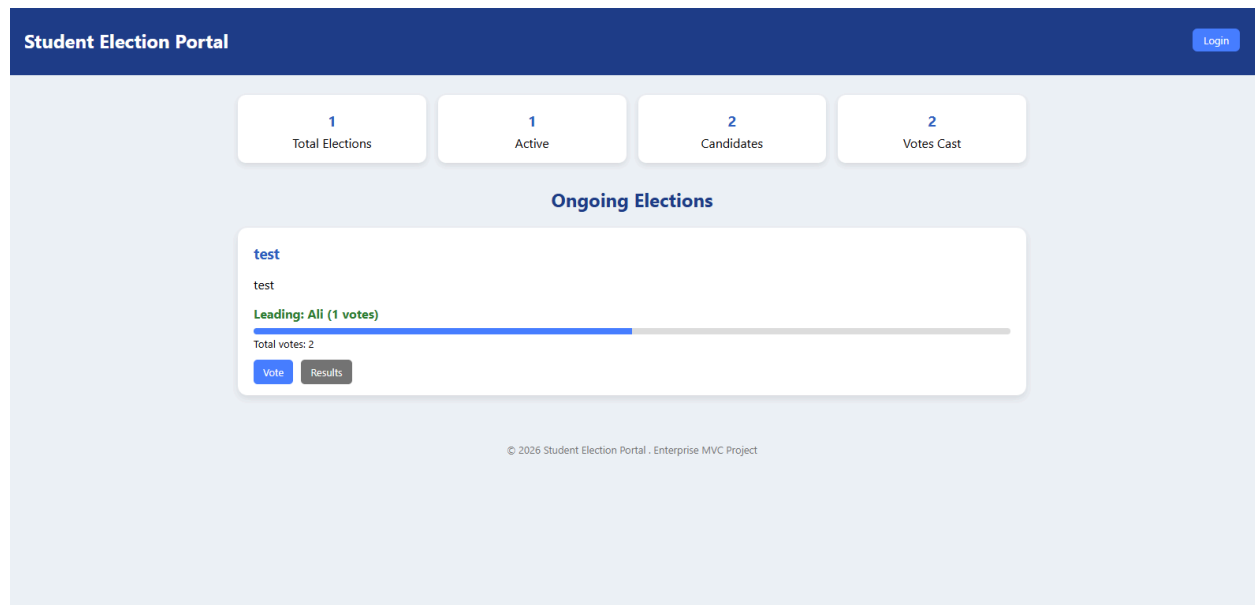 Student Election Portal
Login
1
Total Elections
1
Active
2
Candidates
2
Votes Cast
Ongoing Elections
test
test
Leading: Ali (1 votes)
Total votes: 2
Vote
Results
© 2026 Student Election Portal . Enterprise MVC Project